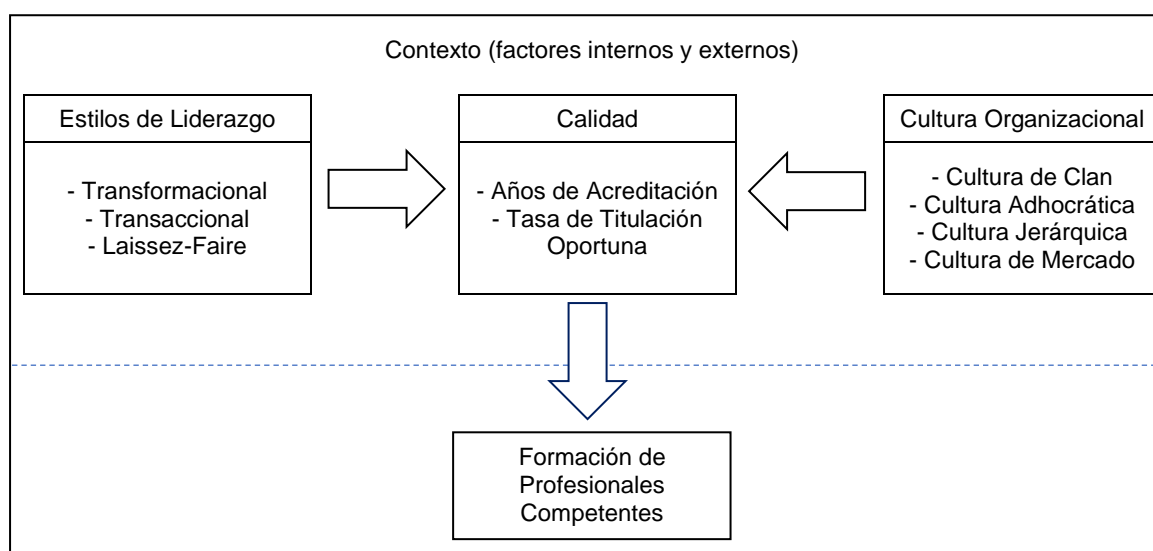 Contexto (factores internos y externos)
Estilos de Liderazgo
- Transformacional
- Transaccional
- Laissez-Faire
Calidad
- Años de Acreditación
- Tasa de Titulación
Oportuna
Cultura Organizacional
- Cultura de Clan
- Cultura Adhocrática
- Cultura Jerárquica
- Cultura de Mercado
Formación de
Profesionales
Competentes